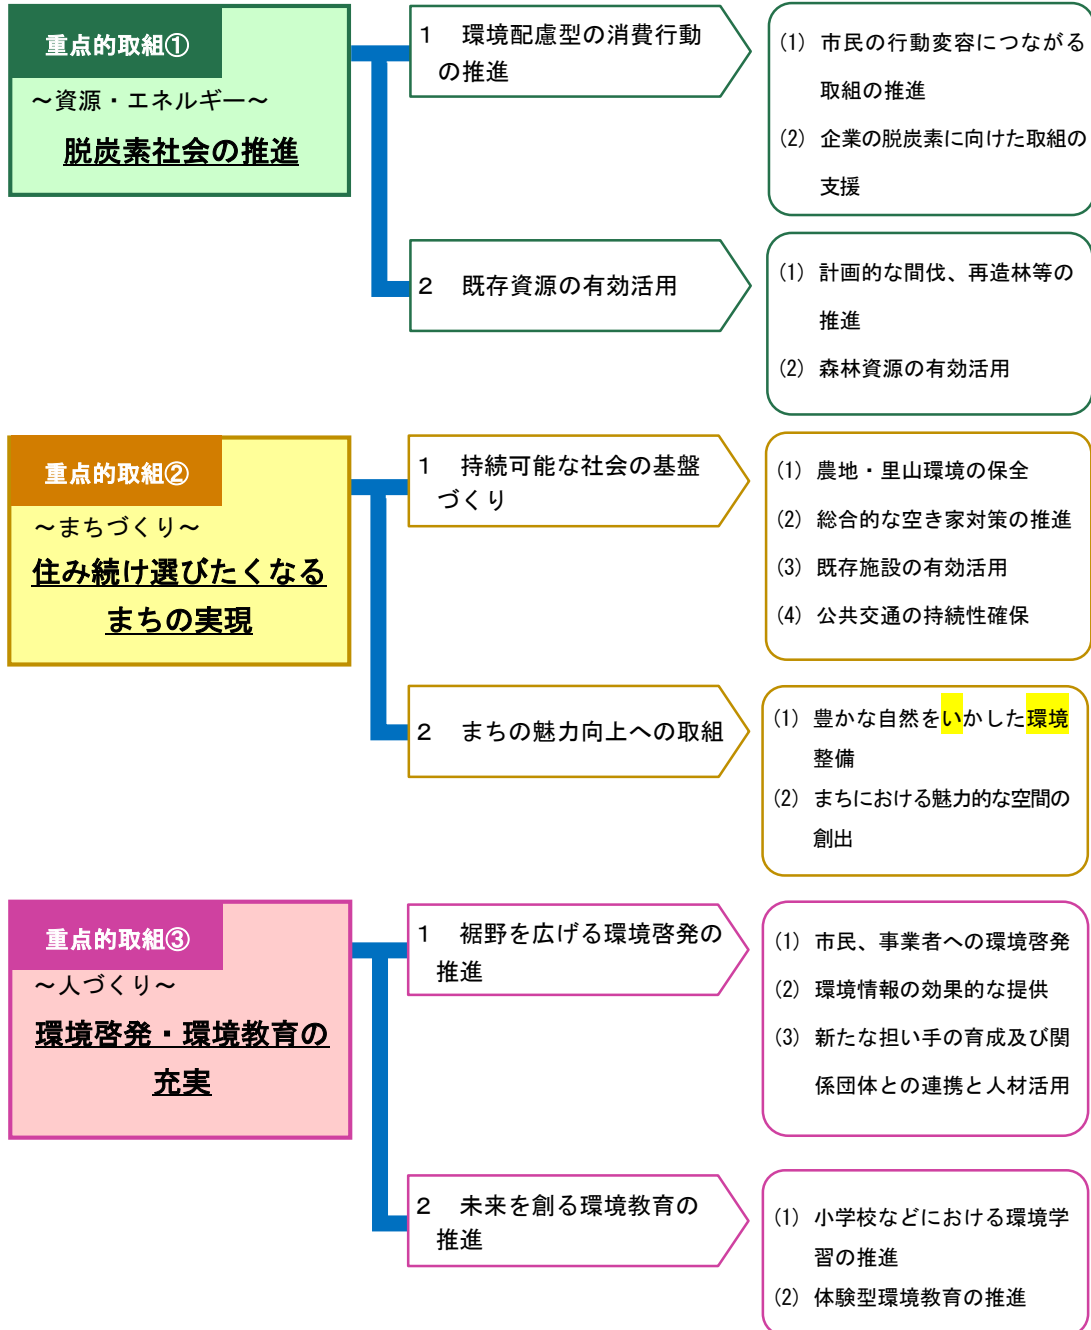 重点的取組①
～資源・エネルギー～
脱炭素社会の推進
1　環境配慮型の消費行動
の推進
(1) 市民の行動変容につながる
取組の推進
(2) 企業の脱炭素に向けた取組の
支援
2　既存資源の有効活用
(1) 計画的な間伐、再造林等の
推進
(2) 森林資源の有効活用
重点的取組②
～まちづくり～
住み続け選びたくなる
まちの実現
1　持続可能な社会の基盤
づくり
(1) 農地・里山環境の保全
(2) 総合的な空き家対策の推進
(3) 既存施設の有効活用
(4) 公共交通の持続性確保
2　まちの魅力向上への取組
(1) 豊かな自然をいかした環境
整備
(2) まちにおける魅力的な空間の
創出
重点的取組③
～人づくり～
環境啓発・環境教育の
充実
1　裾野を広げる環境啓発の
推進
(1) 市民、事業者への環境啓発
(2) 環境情報の効果的な提供
(3) 新たな担い手の育成及び関
係団体との連携と人材活用
2　未来を創る環境教育の
推進
(1) 小学校などにおける環境学
習の推進
(2) 体験型環境教育の推進